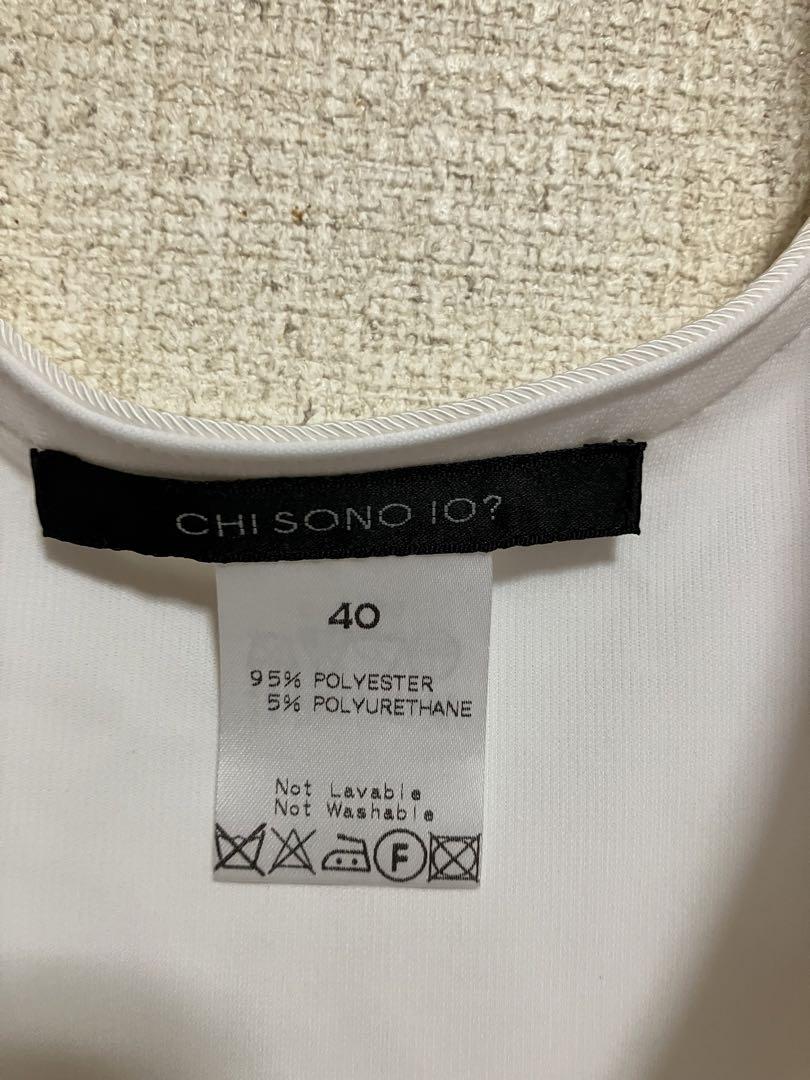 CHI SONO IO?
40
95% POLYESTER
5% POLYURETHANE
Not Lavable
Not Washable
F